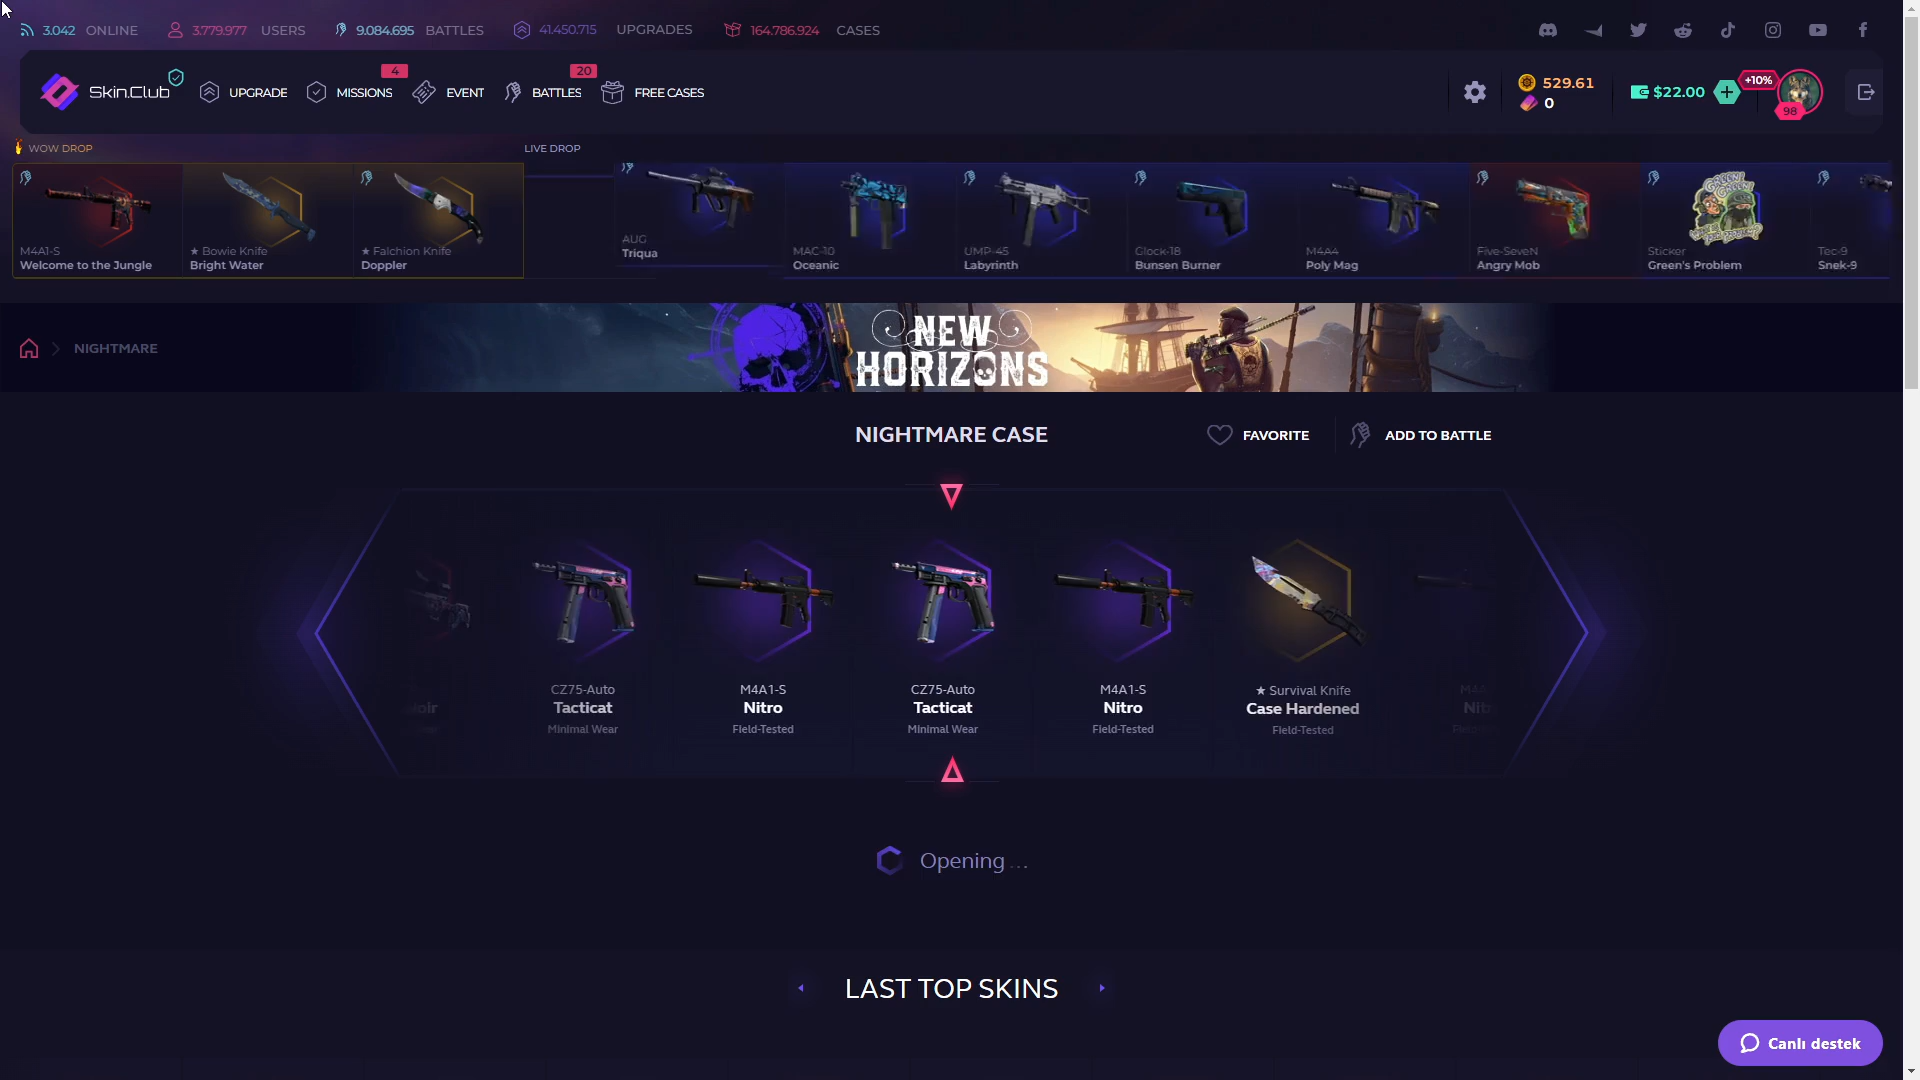 3.042 ONLINE 3.779.977 USERS 9.084.695 BATTLES 41.450.715 UPGRADES 164.786.924 CASES
Skin.Club UPGRADE 4 MISSIONS EVENT 20 BATTLES FREE CASES
529.61
0
$22.00
+10%
98
WOW DROP LIVE DROP
M4A1-S
Welcome to the Jungle
★ Bowie Knife
Bright Water
★ Falchion Knife
Doppler
AUG
Triqua
MAC-10
Oceanic
UMP-45
Labyrinth
Glock-18
Bunsen Burner
M4A4
Poly Mag
Five-SeveN
Angry Mob
Sticker
Green's Problem
Tec-9
Snek-9
NIGHTMARE
NEW
HORIZONS
NIGHTMARE CASE
FAVORITE
ADD TO BATTLE
CZ75-Auto
Tacticat
Minimal Wear
M4A1-S
Nitro
Field-Tested
CZ75-Auto
Tacticat
Minimal Wear
M4A1-S
Nitro
Field-Tested
★ Survival Knife
Case Hardened
Field-Tested
Opening ...
LAST TOP SKINS
Canlı destek